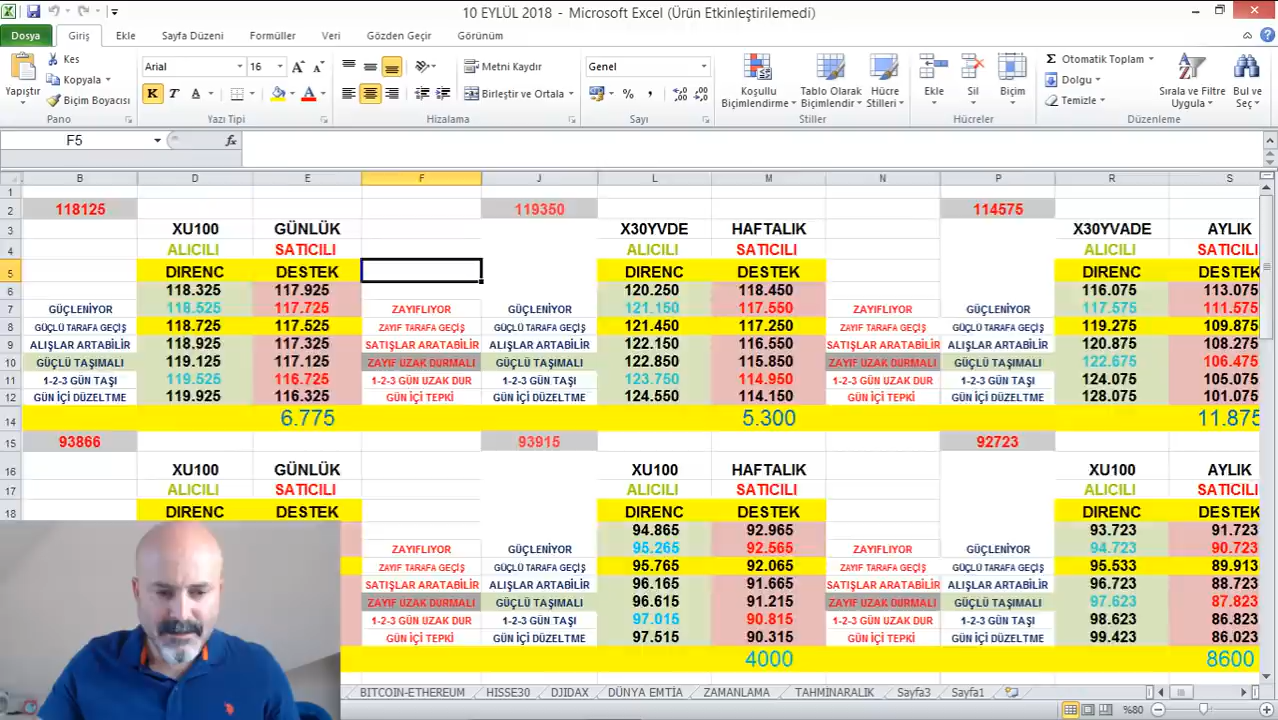 10 EYLÜL 2018 - Microsoft Excel (Ürün Etkinleştirilemedi)
Dosya Giriş Ekle Sayfa Düzeni Formüller Veri Gözden Geçir Görünüm
Yapıştır
Kes
Kopyala
Biçim Boyacısı
Pano
Arial 16
K T A
Yazı Tipi
Metni Kaydır
Birleştir ve Ortala
Hizalama
Genel
Sayı
Koşullu Biçimlendirme
Tablo Olarak Biçimlendir
Hücre Stilleri
Stiller
Ekle Sil Biçim
Hücreler
Otomatik Toplam
Dolgu
Temizle
Sırala ve Filtre Uygula
Bul ve Seç
Düzenleme
F5 fx
B D E F J L M N P R S
1
2 118125 119350 114575
3 XU100 GÜNLÜK X30YVDE HAFTALIK X30YVADE AYLIK
4 ALICILI SATICILI ALICILI SATICILI ALICILI SATICILI
5 DIRENC DESTEK DIRENC DESTEK DIRENC DESTEK
6 118.325 117.925 120.250 118.450 116.075 113.075
7 GÜÇLENİYOR 118.525 117.725 ZAYIFLIYOR GÜÇLENİYOR 121.150 117.550 ZAYIFLIYOR GÜÇLENİYOR 117.575 111.575
8 GÜÇLÜ TARAFA GEÇİŞ 118.725 117.525 ZAYIF TARAFA GEÇİŞ GÜÇLÜ TARAFA GEÇİŞ 121.450 117.250 ZAYIF TARAFA GEÇİŞ GÜÇLÜ TARAFA GEÇİŞ 119.275 109.875
9 ALIŞLAR ARTABİLİR 118.925 117.325 SATIŞLAR ARATABİLİR ALIŞLAR ARTABİLİR 122.150 116.550 SATIŞLAR ARATABİLİR ALIŞLAR ARTABİLİR 120.875 108.275
10 GÜÇLÜ TAŞIMALI 119.125 117.125 ZAYIF UZAK DURMALI GÜÇLÜ TAŞIMALI 122.850 115.850 ZAYIF UZAK DURMALI GÜÇLÜ TAŞIMALI 122.675 106.475
11 1-2-3 GÜN TAŞI 119.525 116.725 1-2-3 GÜN UZAK DUR 1-2-3 GÜN TAŞI 123.750 114.950 1-2-3 GÜN UZAK DUR 1-2-3 GÜN TAŞI 124.075 105.075
12 GÜN İÇİ DÜZELTME 119.925 116.325 GÜN İÇİ TEPKİ GÜN İÇİ DÜZELTME 124.550 114.150 GÜN İÇİ TEPKİ GÜN İÇİ DÜZELTME 128.075 101.075
14 6.775 5.300 11.875
15 93866 93915 92723
16 XU100 GÜNLÜK XU100 HAFTALIK XU100 AYLIK
17 ALICILI SATICILI ALICILI SATICILI ALICILI SATICILI
18 DIRENC DESTEK DIRENC DESTEK DIRENC DESTEK
94.865 92.965 93.723 91.723
ZAYIFLIYOR GÜÇLENİYOR 95.265 92.565 ZAYIFLIYOR GÜÇLENİYOR 94.723 90.723
ZAYIF TARAFA GEÇİŞ GÜÇLÜ TARAFA GEÇİŞ 95.765 92.065 ZAYIF TARAFA GEÇİŞ GÜÇLÜ TARAFA GEÇİŞ 95.533 89.913
SATIŞLAR ARATABİLİR ALIŞLAR ARTABİLİR 96.165 91.665 SATIŞLAR ARATABİLİR ALIŞLAR ARTABİLİR 96.723 88.723
ZAYIF UZAK DURMALI GÜÇLÜ TAŞIMALI 96.615 91.215 ZAYIF UZAK DURMALI GÜÇLÜ TAŞIMALI 97.623 87.823
1-2-3 GÜN UZAK DUR 1-2-3 GÜN TAŞI 97.015 90.815 1-2-3 GÜN UZAK DUR 1-2-3 GÜN TAŞI 98.623 86.823
GÜN İÇİ TEPKİ GÜN İÇİ DÜZELTME 97.515 90.315 GÜN İÇİ TEPKİ GÜN İÇİ DÜZELTME 99.423 86.023
4000 8600
BITCOIN-ETHEREUM HISSE30 DJIDAX DÜNYA EMTİA ZAMANLAMA TAHMİNARALIK Sayfa3 Sayfa1
%80